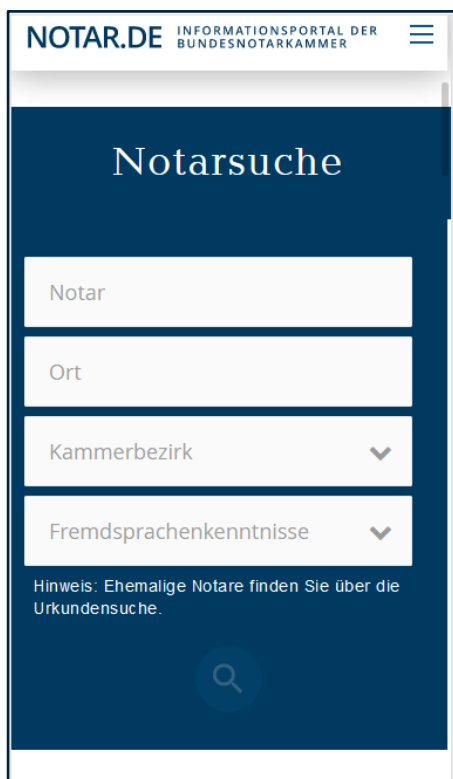 NOTAR.DE INFORMATIONSPORTAL DER
BUNDESNOTARKAMMER
Notarsuche
Notar
Ort
Kammerbezirk
Fremdsprachenkenntnisse
Hinweis: Ehemalige Notare finden Sie über die
Urkundensuche.